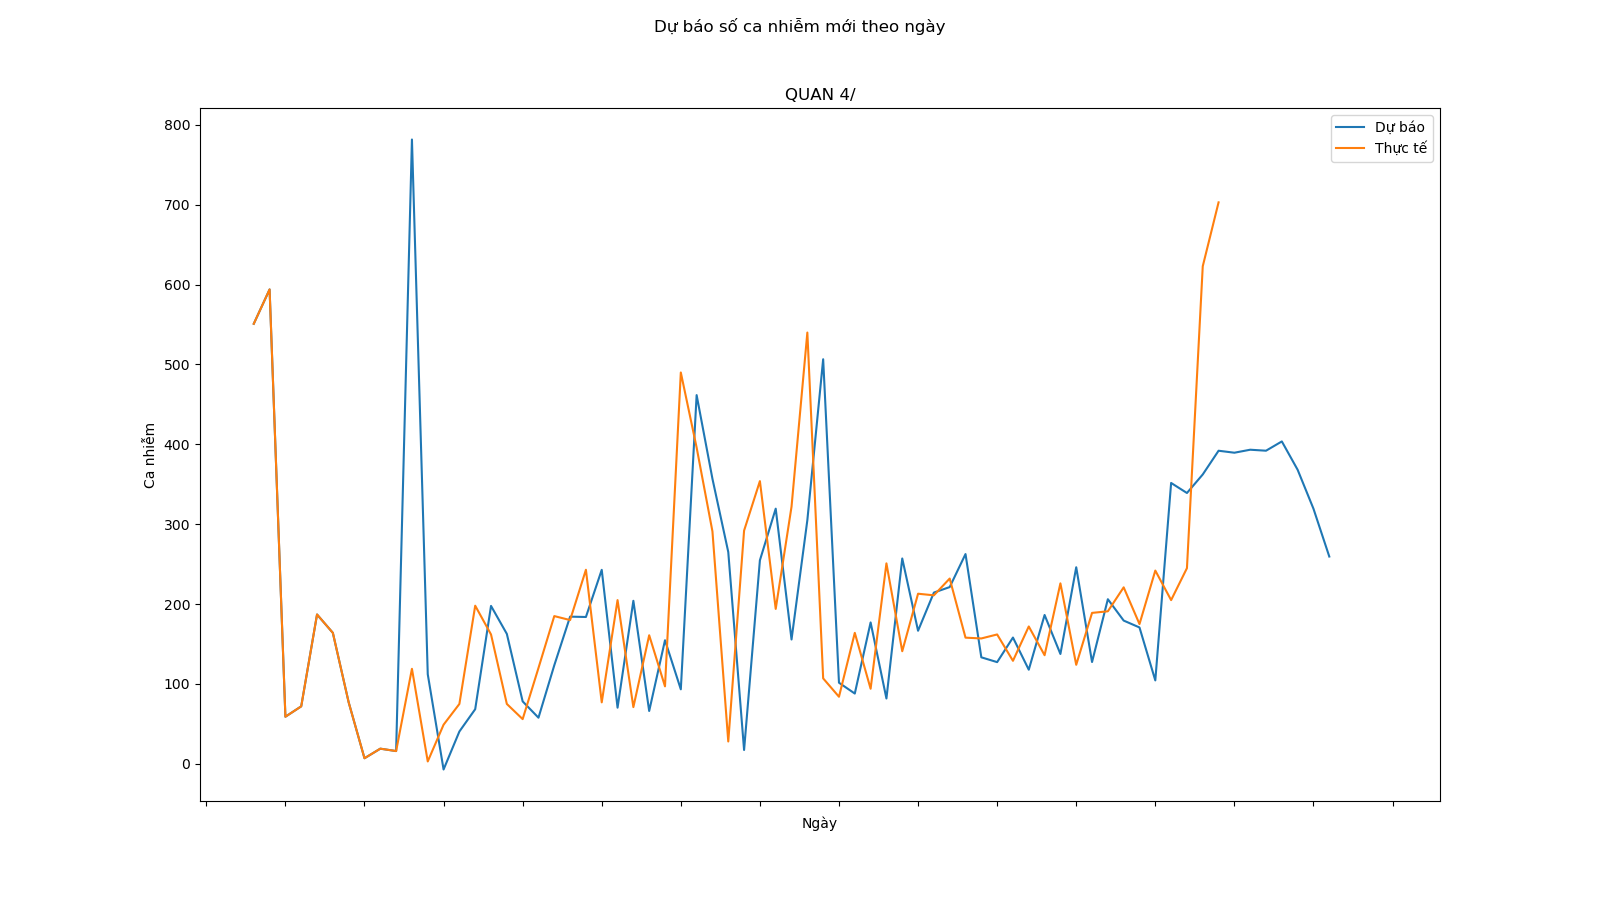 Dự báo số ca nhiễm mới theo ngày
QUAN 4/
Dự báo
Thực tế
800
700
600
500
400
300
200
100
0
Ca nhiễm
Ngày